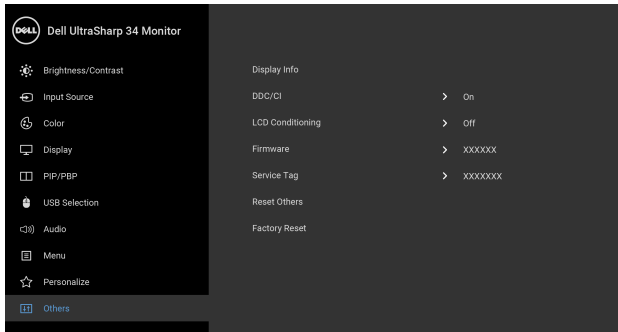 DELL Dell UltraSharp 34 Monitor
Brightness/Contrast
Input Source
Color
Display
PIP/PBP
USB Selection
Audio
Menu
Personalize
Others
Display Info
DDC/CI > On
LCD Conditioning > Off
Firmware > XXXXXX
Service Tag > XXXXXXX
Reset Others
Factory Reset